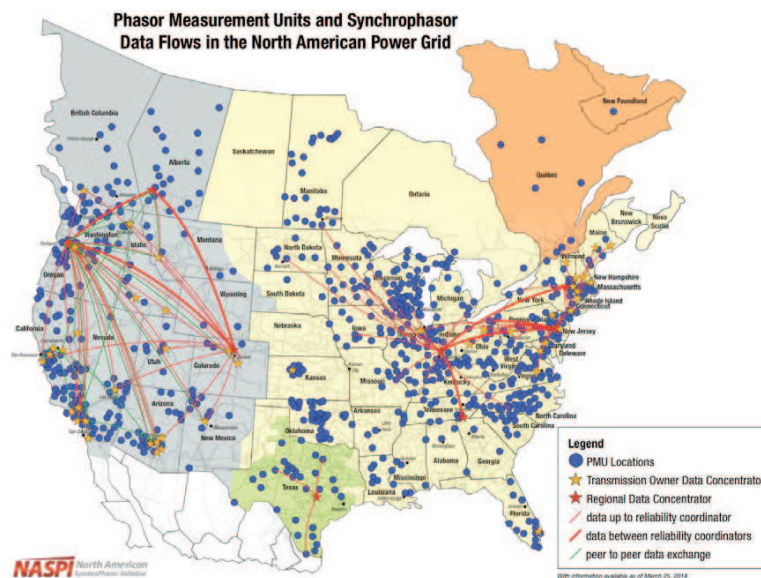 Phasor Measurement Units and Synchrophasor
Data Flows in the North American Power Grid
New Foundland
British Columbia
Alberta
Saskatchewan
Manitoba
Ontario
Québec
New Brunswick
Nova Scotia
Maine
Washington
Montana
North Dakota
Minnesota
Vermont
New Hampshire
Massachusetts
Rhode Island
Connecticut
Oregon
Idaho
Wisconsin
Michigan
New York
South Dakota
Wyoming
Pennsylvania
New Jersey
Iowa
Indiana
Ohio
Maryland
Delaware
California
Nevada
Nebraska
West Virginia
Utah
Colorado
Kansas
Missouri
Kentucky
Arizona
New Mexico
Oklahoma
Arkansas
Tennessee
North Carolina
South Carolina
Texas
Louisiana
Mississippi
Alabama
Georgia
Florida
Legend
PMU Locations
Transmission Owner Data Concentrato
Regional Data Concentrator
data up to reliability coordinator
data between reliability coordinators
peer to peer data exchange
NASPI North American
SynchroPhasor Initiative
With information available as of March 25, 2014